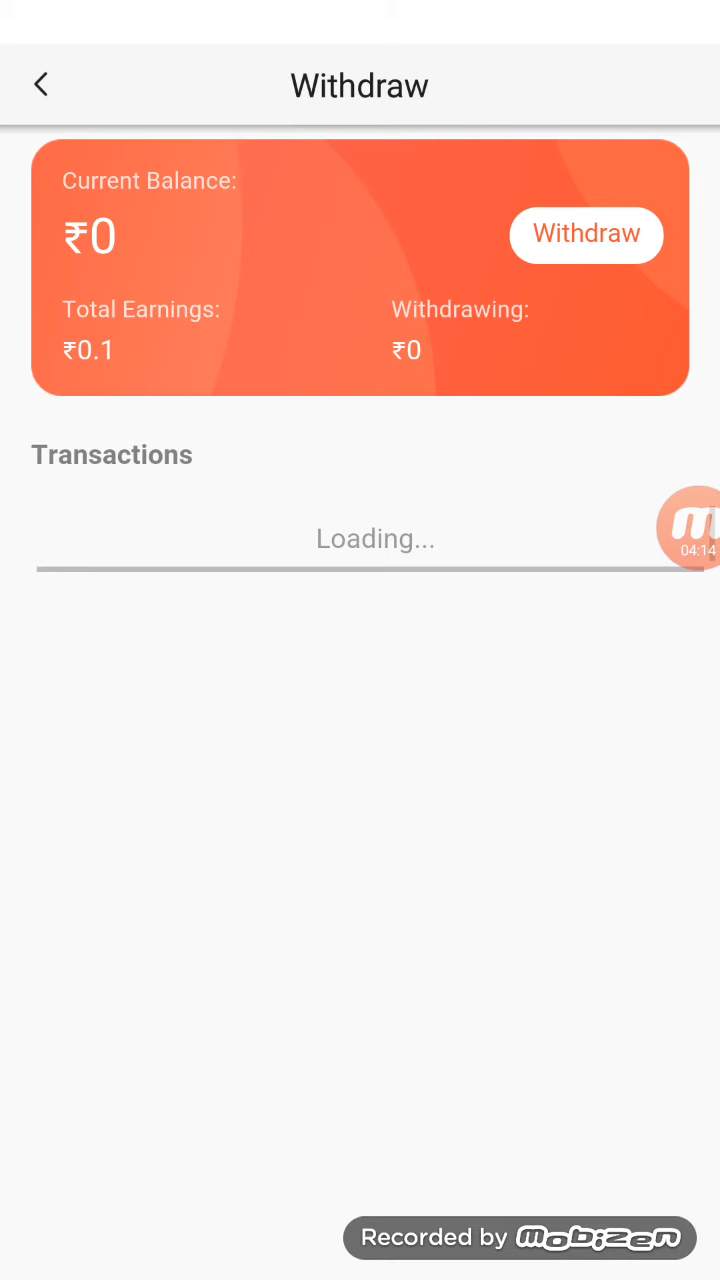 Withdraw
Current Balance:
₹0
Withdraw
Total Earnings:
Withdrawing:
₹0.1
₹0
Transactions
Loading...
04:14
Recorded by mobizen